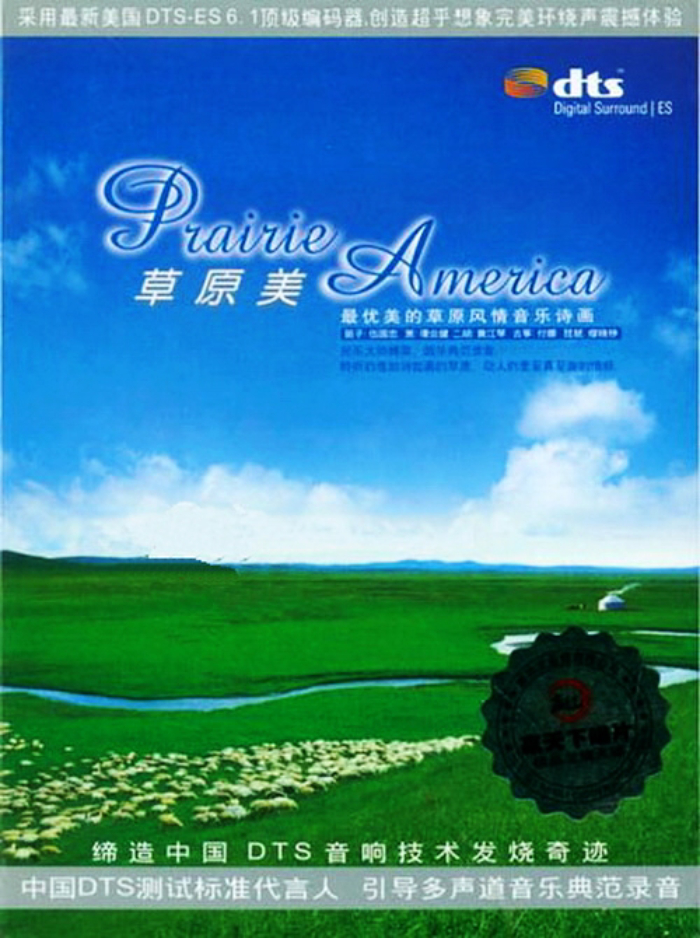 采用最新美国DTS-ES 6.1顶级编码器.创造超乎想象完美环绕声震撼体验
dts
Digital Surround | ES
Prairie
America
草原美
最优美的草原风情音乐诗画
缔造中国 DTS 音响技术发烧奇迹
中国DTS测试标准代言人 引导多声道音乐典范录音